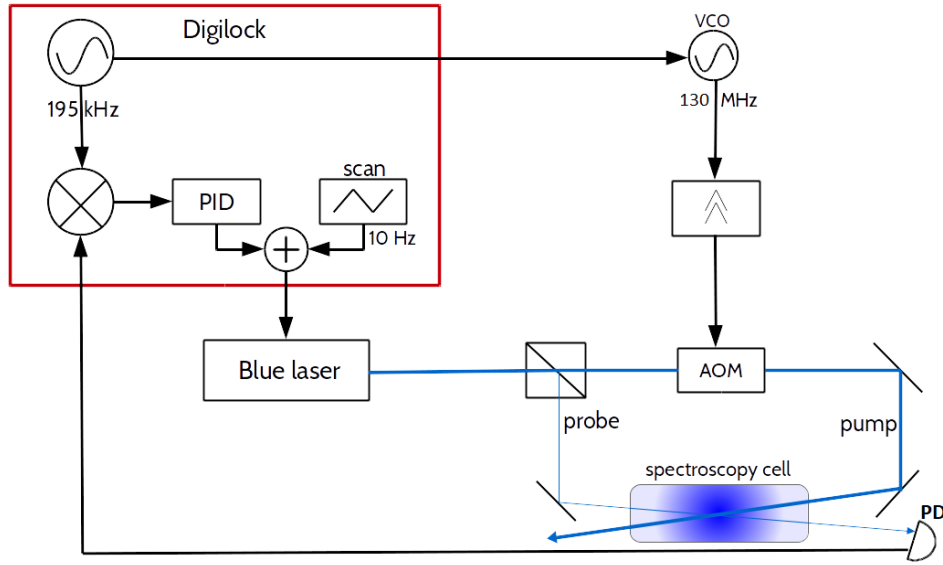 Digilock
VCO
195 kHz
130 MHz
scan
PID
10 Hz
Blue laser
AOM
probe
pump
spectroscopy cell
PD